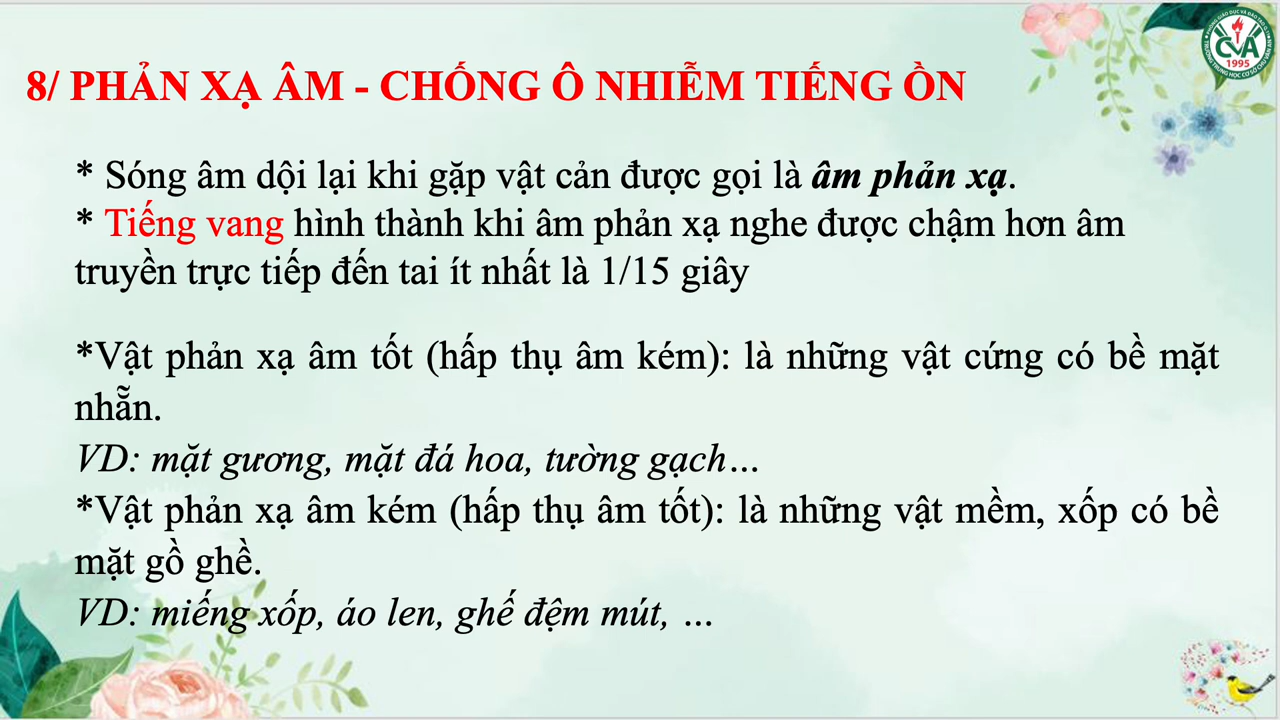 8/ PHẢN XẠ ÂM - CHỐNG Ô NHIỄM TIẾNG ỒN
* Sóng âm dội lại khi gặp vật cản được gọi là âm phản xạ.
* Tiếng vang hình thành khi âm phản xạ nghe được chậm hơn âm
truyền trực tiếp đến tai ít nhất là 1/15 giây
*Vật phản xạ âm tốt (hấp thụ âm kém): là những vật cứng có bề mặt
nhẵn.
VD: mặt gương, mặt đá hoa, tường gạch…
*Vật phản xạ âm kém (hấp thụ âm tốt): là những vật mềm, xốp có bề
mặt gồ ghề.
VD: miếng xốp, áo len, ghế đệm mút, …
CVA
1995